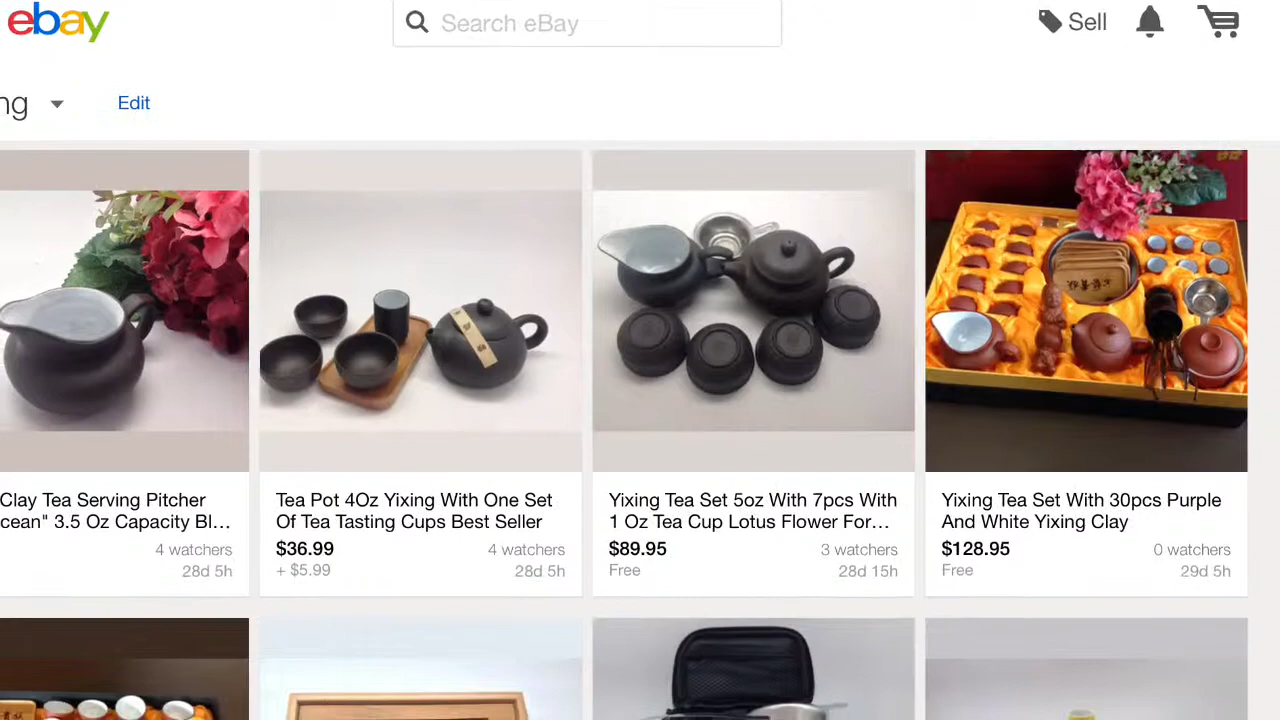 ebay
Search eBay
Sell
ng
Edit
Clay Tea Serving Pitcher
cean" 3.5 Oz Capacity Bl...
4 watchers
28d 5h
Tea Pot 4Oz Yixing With One Set
Of Tea Tasting Cups Best Seller
$36.99
4 watchers
+ $5.99
28d 5h
Yixing Tea Set 5oz With 7pcs With
1 Oz Tea Cup Lotus Flower For...
$89.95
3 watchers
Free
28d 15h
Yixing Tea Set With 30pcs Purple
And White Yixing Clay
$128.95
0 watchers
Free
29d 5h